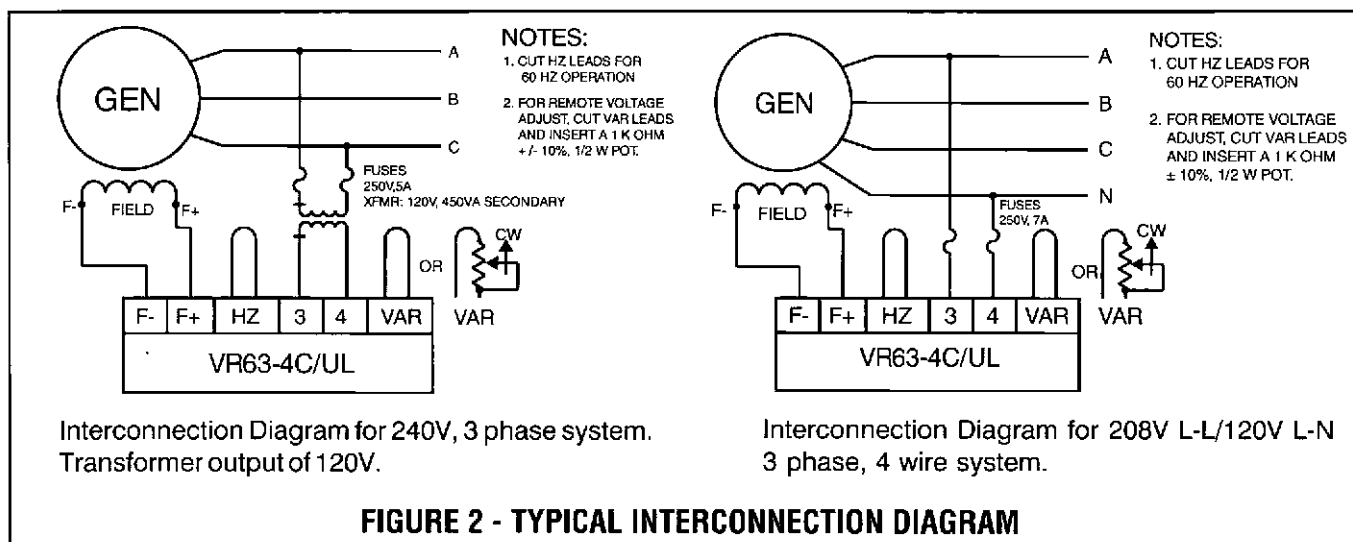 GEN
A
B
C
NOTES:
1. CUT HZ LEADS FOR
60 HZ OPERATION
2. FOR REMOTE VOLTAGE
ADJUST, CUT VAR LEADS
AND INSERT A 1 K OHM
+/- 10%, 1/2 W POT.
FUSES
250V,5A
XFMR: 120V, 450VA SECONDARY
F-
FIELD
F+
OR
CW
F- F+ HZ 3 4 VAR
VAR
VR63-4C/UL
Interconnection Diagram for 240V, 3 phase system.
Transformer output of 120V.
GEN
A
B
C
N
NOTES:
1. CUT HZ LEADS FOR
60 HZ OPERATION
2. FOR REMOTE VOLTAGE
ADJUST, CUT VAR LEADS
AND INSERT A 1 K OHM
± 10%, 1/2 W POT.
FUSES
250V, 7A
F-
FIELD
F+
OR
CW
F- F+ HZ 3 4 VAR
VAR
VR63-4C/UL
Interconnection Diagram for 208V L-L/120V L-N
3 phase, 4 wire system.
FIGURE 2 - TYPICAL INTERCONNECTION DIAGRAM